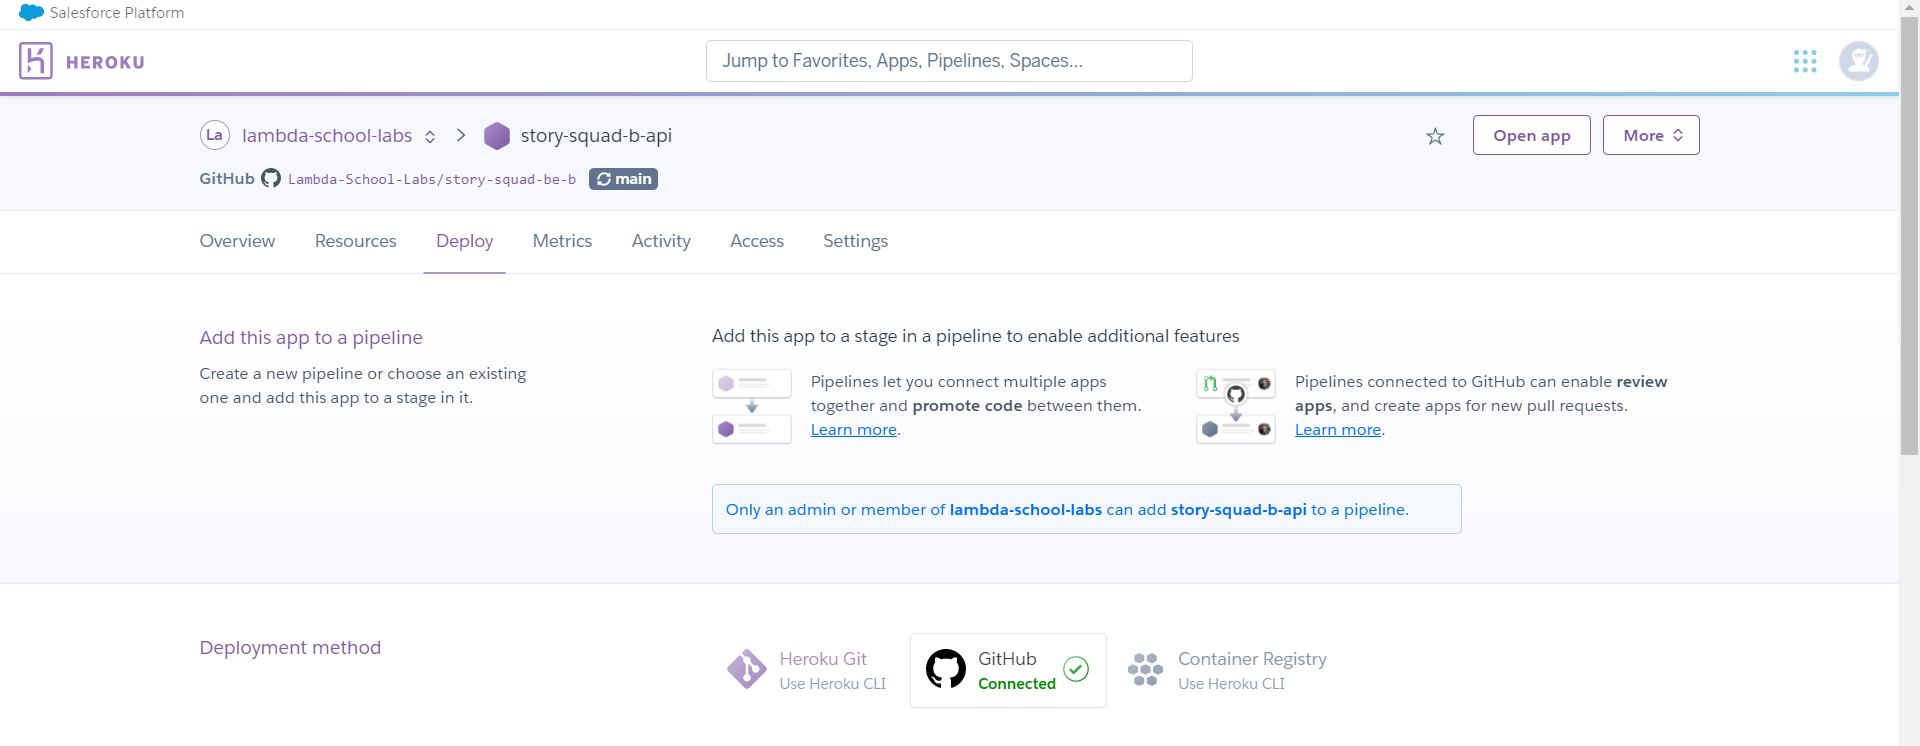 Salesforce Platform
HEROKU
Jump to Favorites, Apps, Pipelines, Spaces...
La lambda-school-labs story-squad-b-api
Open app
More
GitHub Lambda-School-Labs/story-squad-be-b main
Overview Resources Deploy Metrics Activity Access Settings
Add this app to a pipeline
Create a new pipeline or choose an existing
one and add this app to a stage in it.
Add this app to a stage in a pipeline to enable additional features
Pipelines let you connect multiple apps
together and promote code between them.
Learn more.
Pipelines connected to GitHub can enable review
apps, and create apps for new pull requests.
Learn more.
Only an admin or member of lambda-school-labs can add story-squad-b-api to a pipeline.
Deployment method
Heroku Git
Use Heroku CLI
GitHub
Connected
Container Registry
Use Heroku CLI